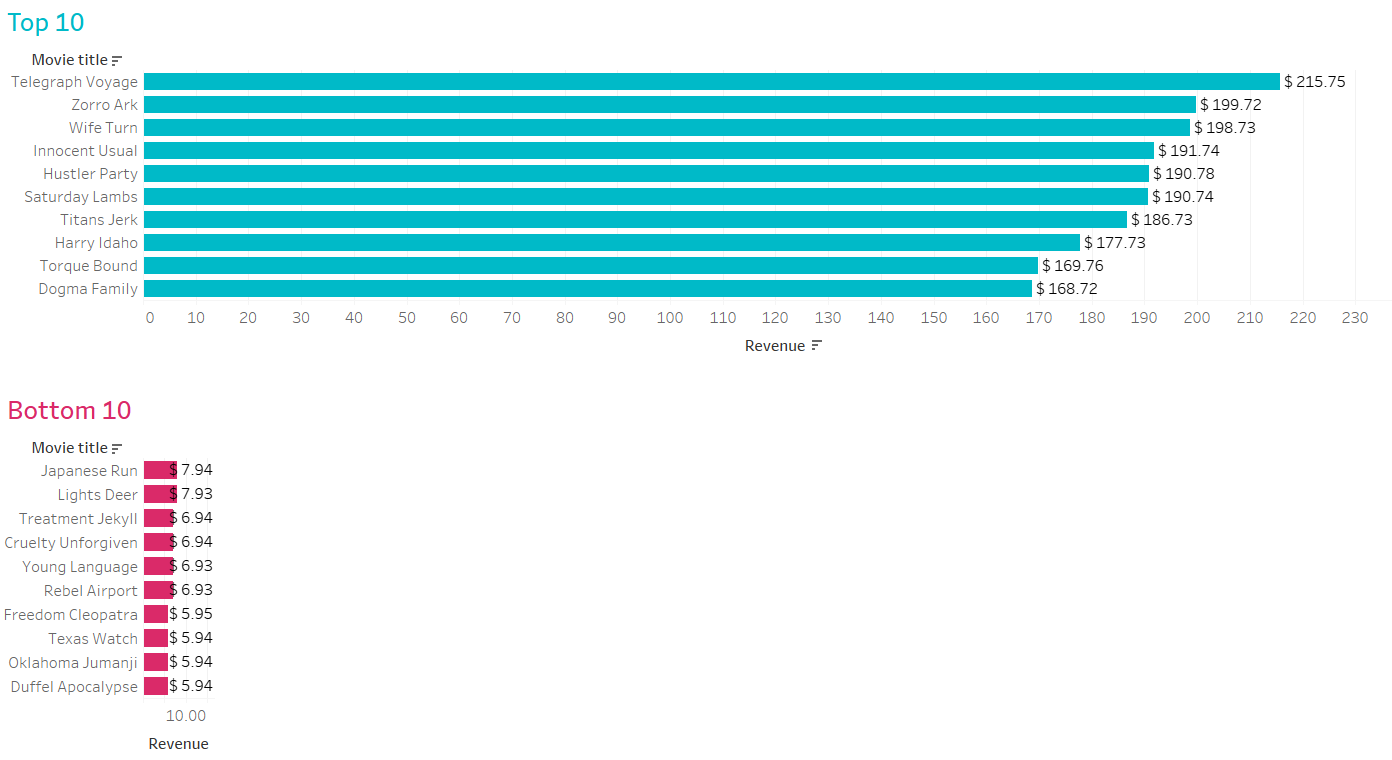 Top 10
Movie title
Telegraph Voyage $ 215.75
Zorro Ark $ 199.72
Wife Turn $ 198.73
Innocent Usual $ 191.74
Hustler Party $ 190.78
Saturday Lambs $ 190.74
Titans Jerk $ 186.73
Harry Idaho $ 177.73
Torque Bound $ 169.76
Dogma Family $ 168.72
0 10 20 30 40 50 60 70 80 90 100 110 120 130 140 150 160 170 180 190 200 210 220 230
Revenue
Bottom 10
Movie title
Japanese Run $ 7.94
Lights Deer $ 7.93
Treatment Jekyll $ 6.94
Cruelty Unforgiven $ 6.94
Young Language $ 6.93
Rebel Airport $ 6.93
Freedom Cleopatra $ 5.95
Texas Watch $ 5.94
Oklahoma Jumanji $ 5.94
Duffel Apocalypse $ 5.94
10.00
Revenue